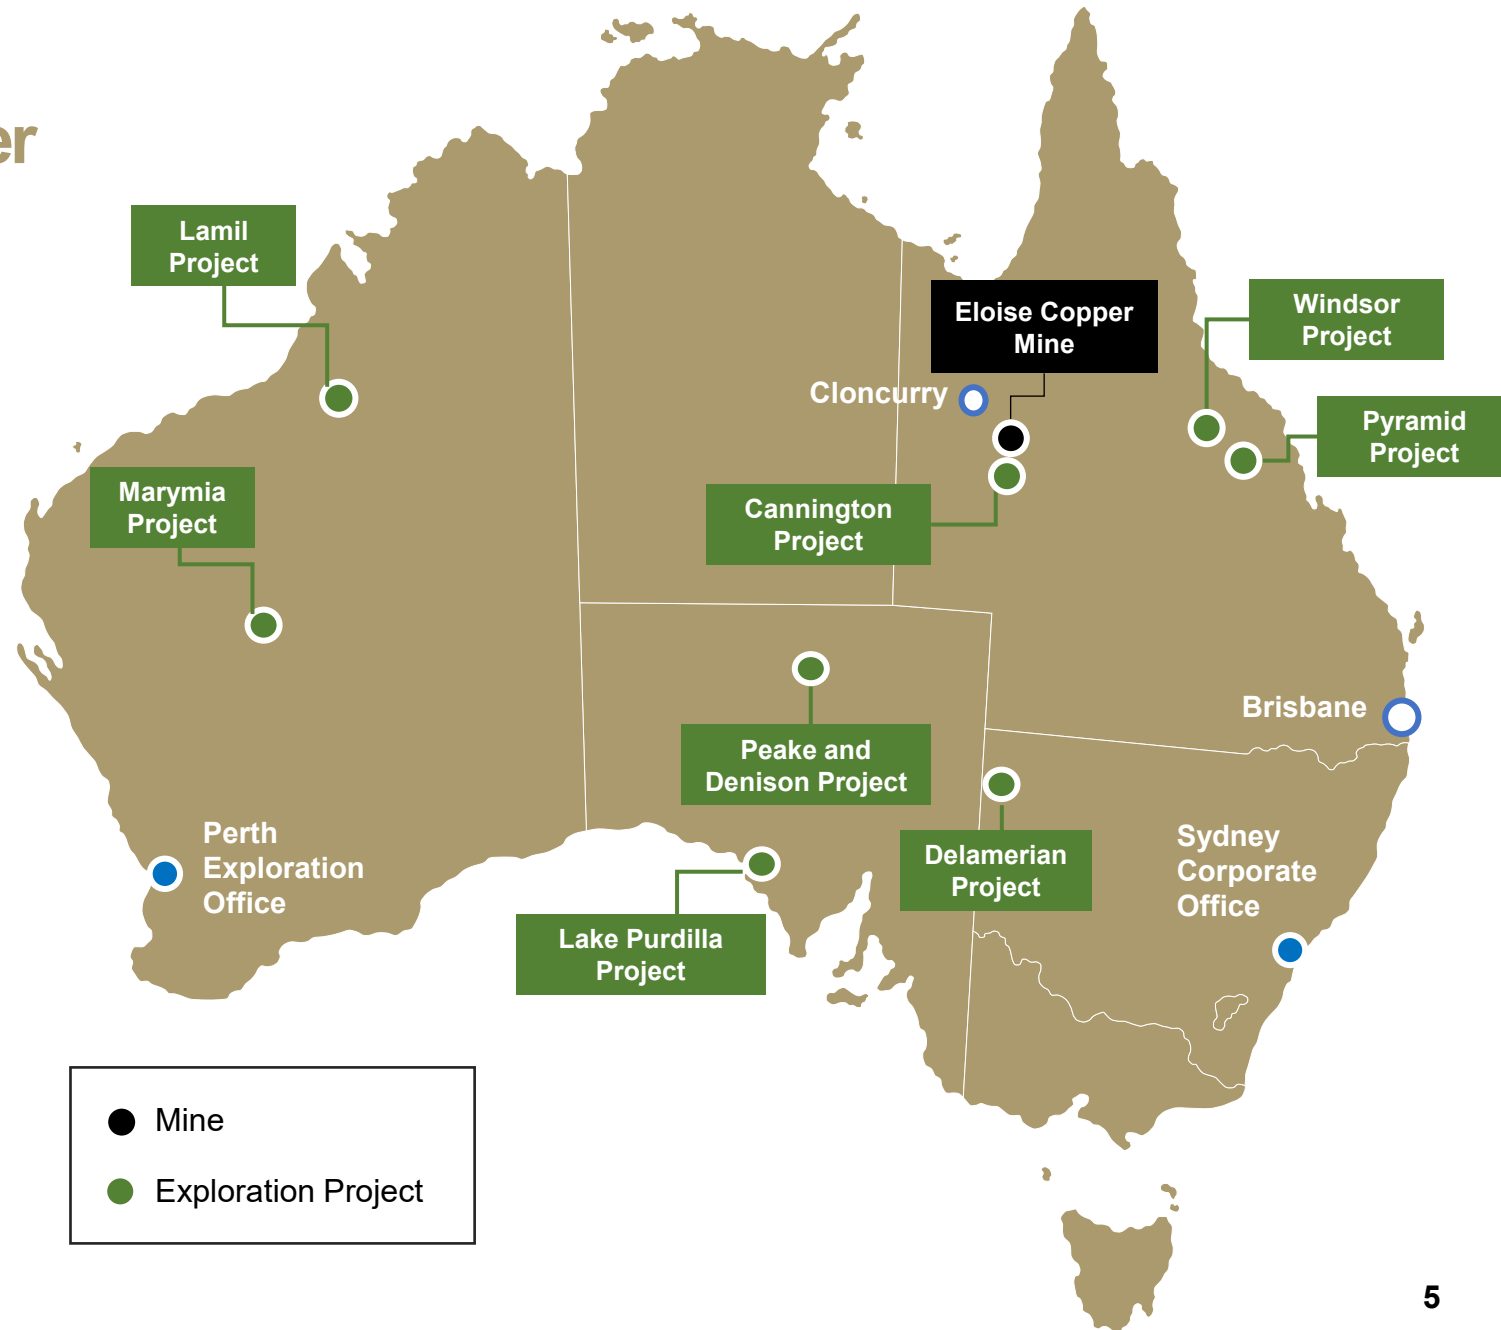 er
Lamil
Project
Eloise Copper
Mine
Windsor
Project
Cloncurry
Pyramid
Project
Marymia
Project
Cannington
Project
Brisbane
Peake and
Denison Project
Perth
Exploration
Office
Delamerian
Project
Sydney
Corporate
Office
Lake Purdilla
Project
Mine
Exploration Project
5